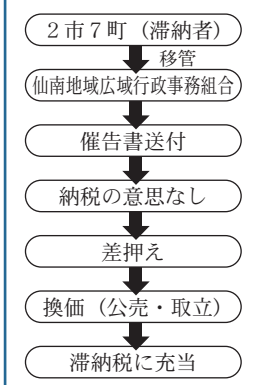 ２市７町（滞納者）
移管
仙南地域広域行政事務組合
催告書送付
納税の意思なし
差押え
換価（公売・取立）
滞納税に充当